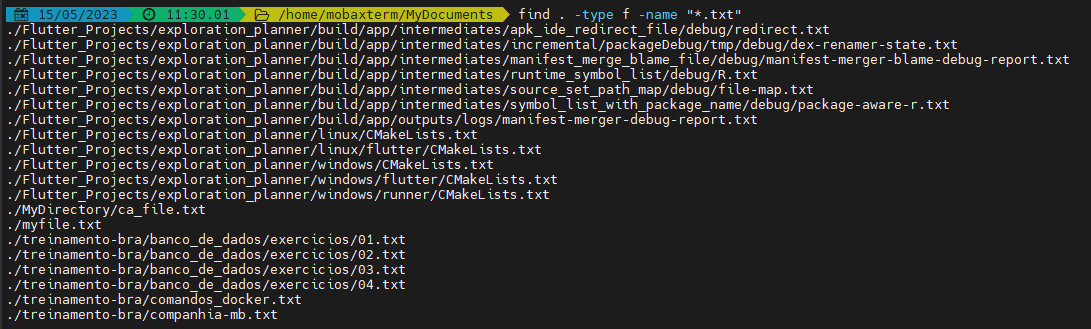 15/05/2023 11:30.01 /home/mobaxterm/MyDocuments find . -type f -name "*.txt"
./Flutter_Projects/exploration_planner/build/app/intermediates/apk_ide_redirect_file/debug/redirect.txt
./Flutter_Projects/exploration_planner/build/app/intermediates/incremental/packageDebug/tmp/debug/dex-renamer-state.txt
./Flutter_Projects/exploration_planner/build/app/intermediates/manifest_merge_blame_file/debug/manifest-merger-blame-debug-report.txt
./Flutter_Projects/exploration_planner/build/app/intermediates/runtime_symbol_list/debug/R.txt
./Flutter_Projects/exploration_planner/build/app/intermediates/source_set_path_map/debug/file-map.txt
./Flutter_Projects/exploration_planner/build/app/intermediates/symbol_list_with_package_name/debug/package-aware-r.txt
./Flutter_Projects/exploration_planner/build/app/outputs/logs/manifest-merger-debug-report.txt
./Flutter_Projects/exploration_planner/linux/CMakeLists.txt
./Flutter_Projects/exploration_planner/linux/flutter/CMakeLists.txt
./Flutter_Projects/exploration_planner/windows/CMakeLists.txt
./Flutter_Projects/exploration_planner/windows/flutter/CMakeLists.txt
./Flutter_Projects/exploration_planner/windows/runner/CMakeLists.txt
./MyDirectory/ca_file.txt
./myfile.txt
./treinamento-bra/banco_de_dados/exercicios/01.txt
./treinamento-bra/banco_de_dados/exercicios/02.txt
./treinamento-bra/banco_de_dados/exercicios/03.txt
./treinamento-bra/banco_de_dados/exercicios/04.txt
./treinamento-bra/comandos_docker.txt
./treinamento-bra/companhia-mb.txt